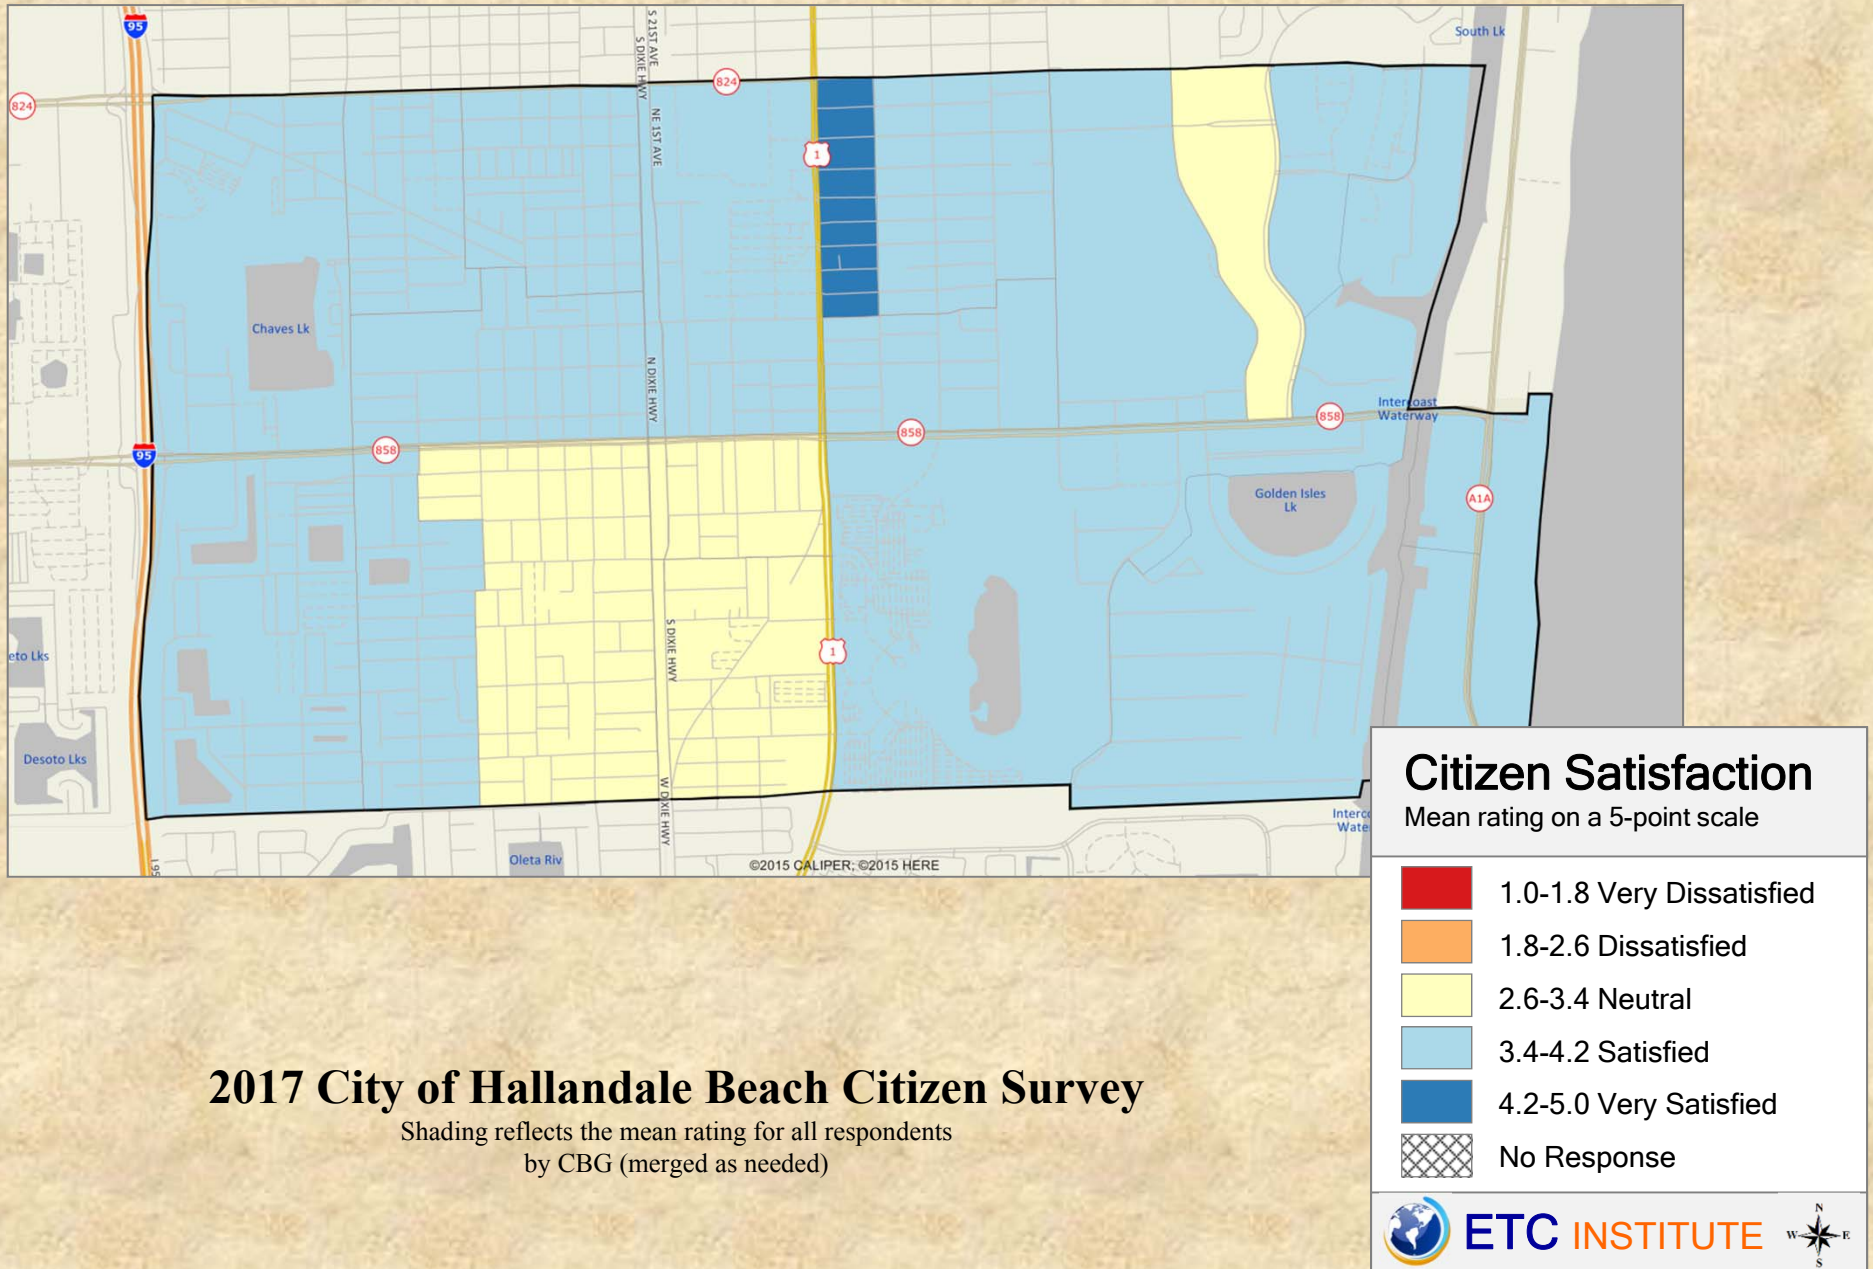 95
S 21ST AVE
S DIXIE HWY
South Lk
824
824
NE 1ST AVE
1
Chaves Lk
N DIXIE HWY
Intercoast
Waterway
858
858
858
95
Golden Isles
Lk
A1A
S DIXIE HWY
1
eto Lks
Desoto Lks
W DIXIE HWY
Interco
Wate
Oleta Riv
I 95
©2015 CALIPER; ©2015 HERE
Citizen Satisfaction
Mean rating on a 5-point scale
1.0-1.8 Very Dissatisfied
1.8-2.6 Dissatisfied
2.6-3.4 Neutral
3.4-4.2 Satisfied
4.2-5.0 Very Satisfied
No Response
2017 City of Hallandale Beach Citizen Survey
Shading reflects the mean rating for all respondents
by CBG (merged as needed)
ETC INSTITUTE
N
W E
S